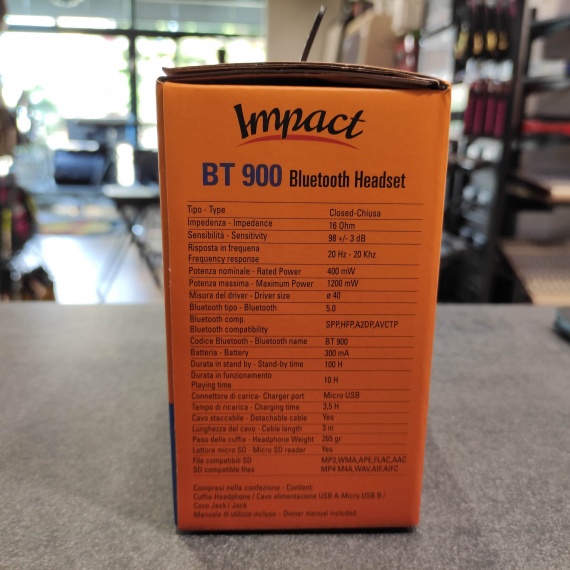 Impact
BT 900 Bluetooth Headset
Tipo - Type Closed-Chiusa
Impedenza - Impedance 16 Ohm
Sensibilità - Sensitivity 98 +/- 3 dB
Risposta in frequena
Frequency response 20 Hz - 20 Khz
Potenza nominale - Rated Power 400 mW
Potenza massima - Maximum Power 1200 mW
Misura del driver - Driver size ø 40
Bluetooth tipo - Bluetooth 5.0
Bluetooth comp.
Bluetooth compatibility SPP,HFP,A2DP,AVCTP
Codice Bluetooth - Bluetooth name BT 900
Batteria - Battery 300 mA
Durata in stand by - Stand-by time 100 H
Durata in funzionamento
Playing time 10 H
Connettore di carica- Charger port Micro USB
Tempo di ricarica - Charging time 3,5 H
Cavo staccabile - Detachable cable Yes
Lunghezza del cavo - Cable length 3 m
Peso della cuffia - Headphone Weight 265 gr
Lettore micro SD - Micro SD reader Yes
File compatibili SD MP3,WMA,APE,FLAC,AAC
SD compatible files MP4 M4A,WAV,AIF,AIFC
Compresi nella confezione - Content:
Cuffia-Headphone / Cavo alimentazione USB A-Micro USB B /
Cavo Jack / Jack
Manuale di utilizzo incluso - Owner manual included.